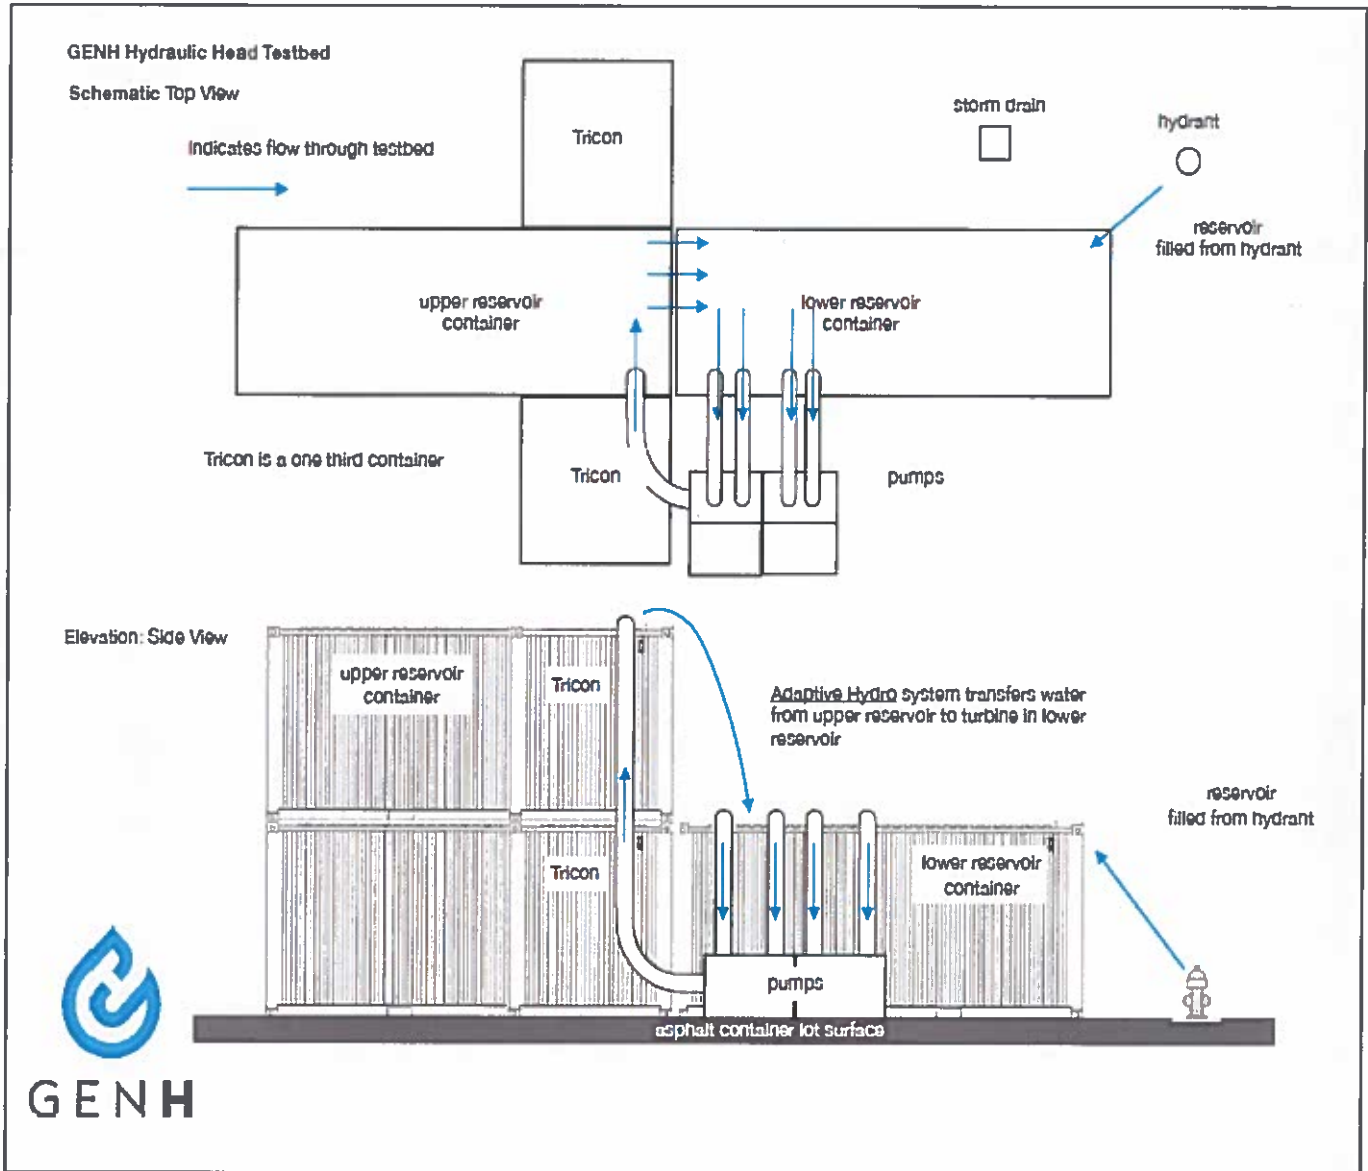 GENH Hydraulic Head Testbed
Schematic Top View
Indicates flow through testbed
Tricon
storm drain
hydrant
reservoir
filled from hydrant
upper reservoir
container
lower reservoir
container
Tricon is a one third container
Tricon
pumps
Elevation: Side View
upper reservoir
container
Tricon
Adaptive Hydro system transfers water
from upper reservoir to turbine in lower
reservoir
reservoir
filled from hydrant
Tricon
lower reservoir
container
pumps
asphalt container lot surface
GENH